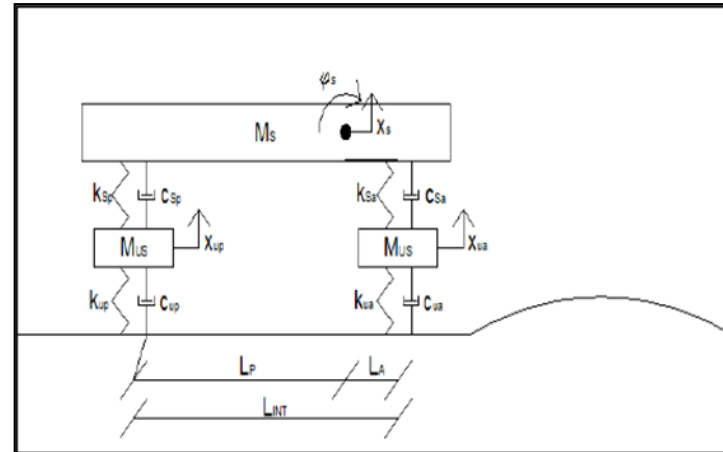 φs
Ms
Xs
kSp
cSp
kSa
cSa
MUS
Xup
MUS
Xua
kup
cup
kua
cua
LP
LA
LINT